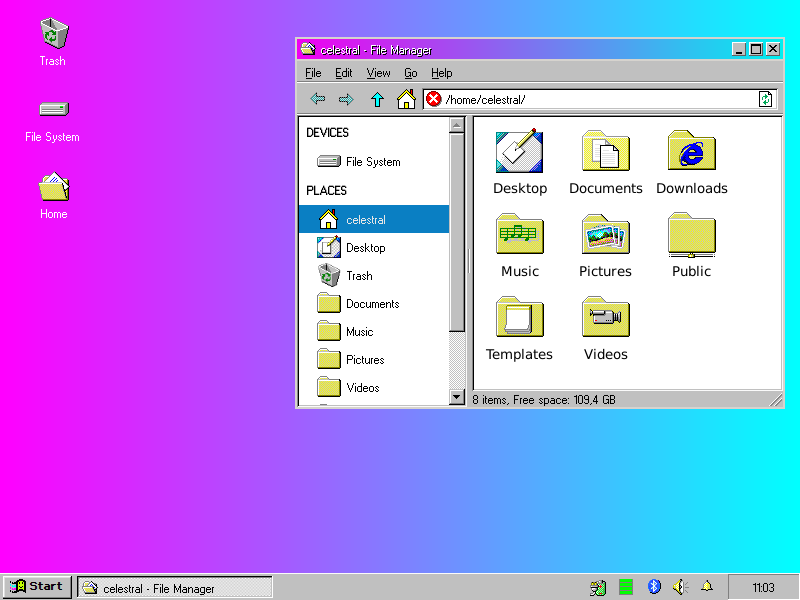 Trash
File System
Home
celestral - File Manager
File Edit View Go Help
/home/celestral/
DEVICES
File System
PLACES
celestral
Desktop
Trash
Documents
Music
Pictures
Videos
Desktop Documents Downloads
Music Pictures Public
Templates Videos
8 items, Free space: 109,4 GB
Start celestral - File Manager 11:03